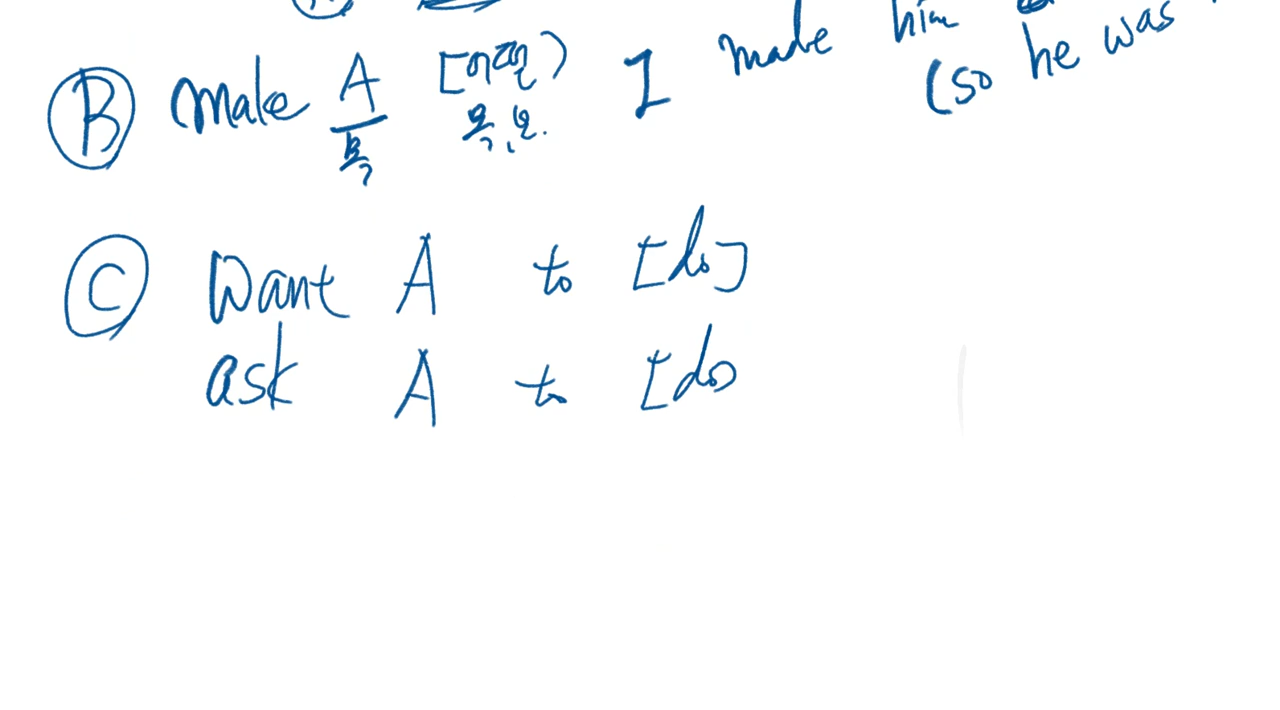 B make A [어떤) I made him
목 목,보. (so he was
C want A to [do]
ask A to [do